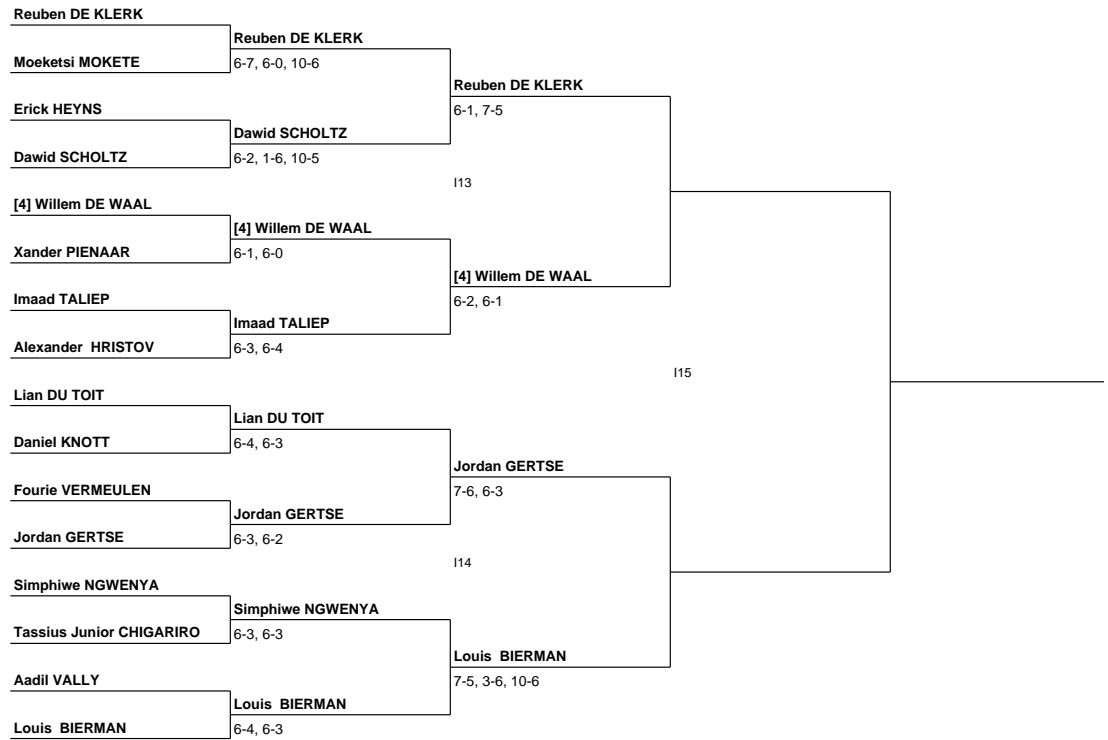 Reuben DE KLERK
Reuben DE KLERK
Moeketsi MOKETE
6-7, 6-0, 10-6
Reuben DE KLERK
Erick HEYNS
6-1, 7-5
Dawid SCHOLTZ
Dawid SCHOLTZ
6-2, 1-6, 10-5
I13
[4] Willem DE WAAL
[4] Willem DE WAAL
Xander PIENAAR
6-1, 6-0
[4] Willem DE WAAL
Imaad TALIEP
6-2, 6-1
Imaad TALIEP
Alexander HRISTOV
6-3, 6-4
I15
Lian DU TOIT
Lian DU TOIT
Daniel KNOTT
6-4, 6-3
Jordan GERTSE
Fourie VERMEULEN
7-6, 6-3
Jordan GERTSE
Jordan GERTSE
6-3, 6-2
I14
Simphiwe NGWENYA
Simphiwe NGWENYA
Tassius Junior CHIGARIRO
6-3, 6-3
Louis BIERMAN
Aadil VALLY
7-5, 3-6, 10-6
Louis BIERMAN
Louis BIERMAN
6-4, 6-3